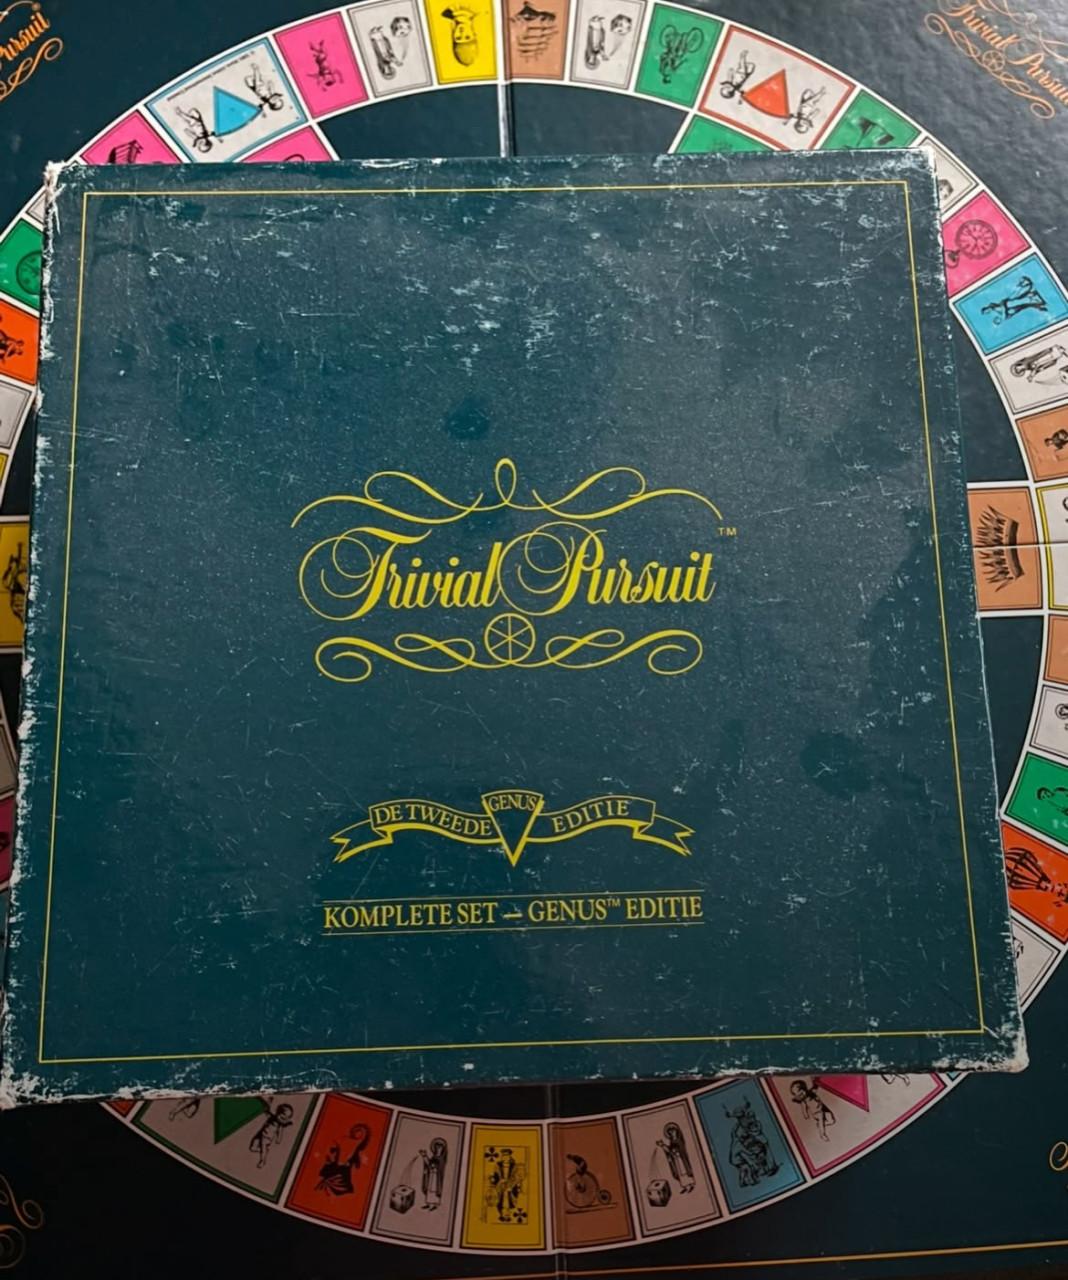 Trivial Pursuit
Trivial Pursuit™
DE TWEEDE GENUS EDITIE
KOMPLETE SET – GENUS™ EDITIE